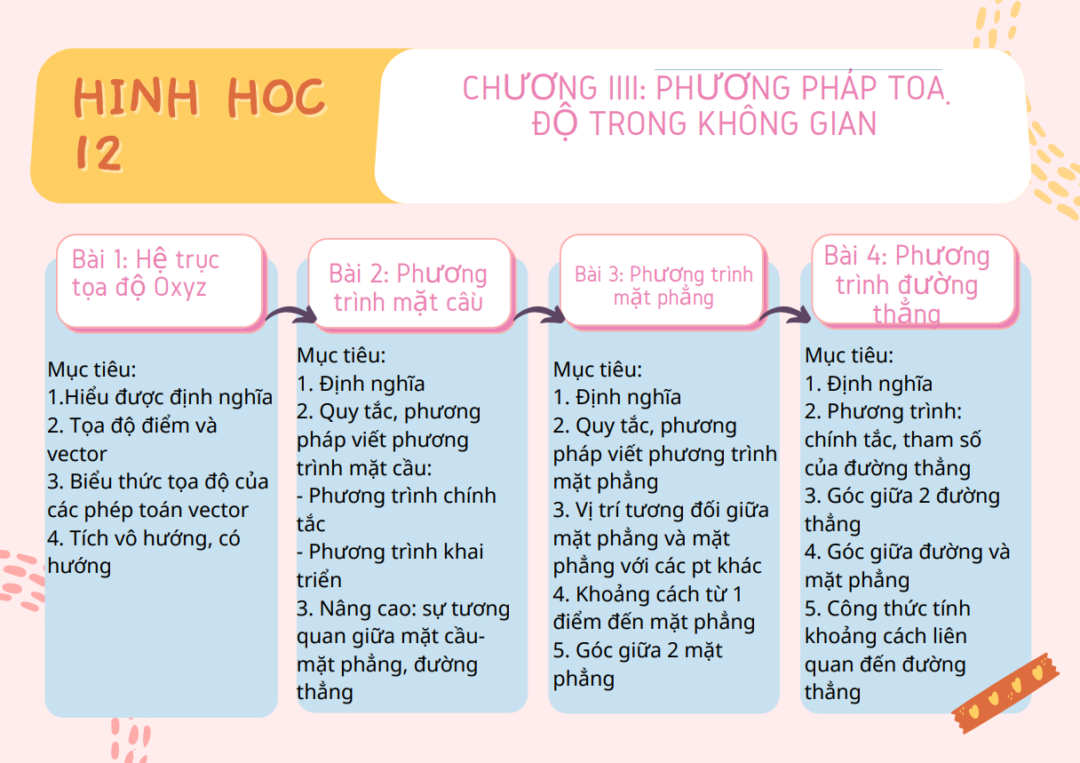 HINH HOC
12
CHƯƠNG IIII: PHƯƠNG PHÁP TOẠ
ĐỘ TRONG KHÔNG GIAN
Bài 1: Hệ trục
tọa độ Oxyz
Mục tiêu:
1.Hiểu được định nghĩa
2. Tọa độ điểm và
vector
3. Biểu thức tọa độ của
các phép toán vector
4. Tích vô hướng, có
hướng
Bài 2: Phương
trình mặt cầu
Mục tiêu:
1. Định nghĩa
2. Quy tắc, phương
pháp viết phương
trình mặt cầu:
- Phương trình chính
tắc
- Phương trình khai
triển
3. Nâng cao: sự tương
quan giữa mặt cầu-
mặt phẳng, đường
thẳng
Bài 3: Phương trình
mặt phẳng
Mục tiêu:
1. Định nghĩa
2. Quy tắc, phương
pháp viết phương trình
mặt phẳng
3. Vị trí tương đối giữa
mặt phẳng và mặt
phẳng với các pt khác
4. Khoảng cách từ 1
điểm đến mặt phẳng
5. Góc giữa 2 mặt
phẳng
Bài 4: Phương
trình đường
thẳng
Mục tiêu:
1. Định nghĩa
2. Phương trình:
chính tắc, tham số
của đường thẳng
3. Góc giữa 2 đường
thẳng
4. Góc giữa đường và
mặt phẳng
5. Công thức tính
khoảng cách liên
quan đến đường
thẳng